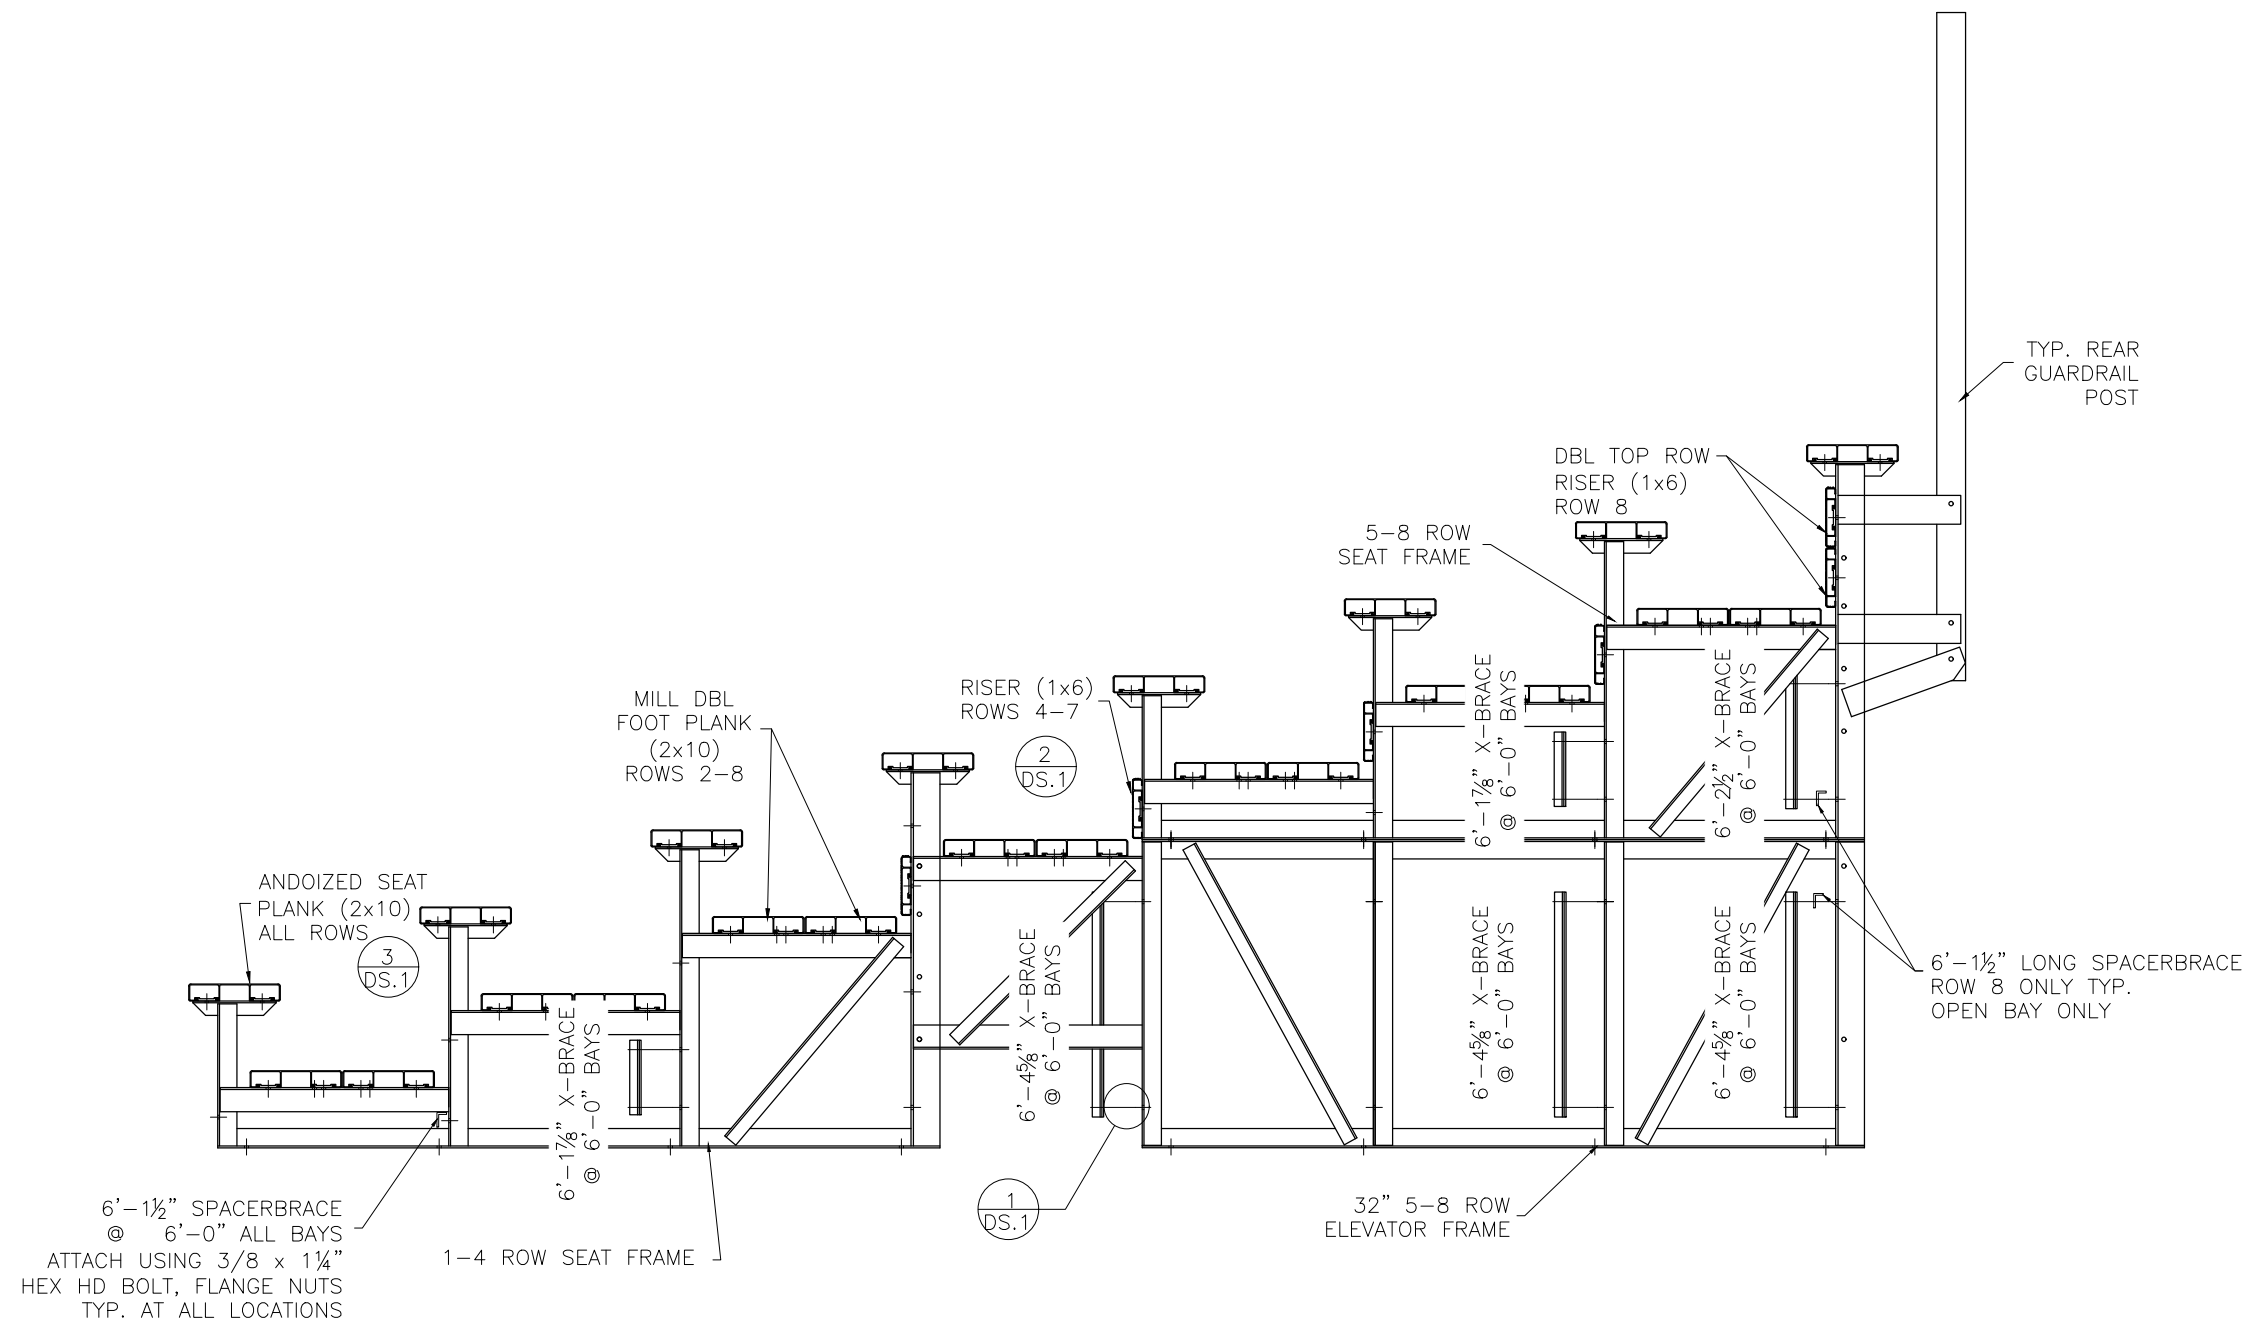 TYP. REAR
GUARDRAIL
POST
DBL TOP ROW
RISER (1x6)
ROW 8
5-8 ROW
SEAT FRAME
RISER (1x6)
ROWS 4-7
MILL DBL
FOOT PLANK
(2x10)
ROWS 2-8
2
DS.1
6'-1⅞" X-BRACE
@ 6'-0" BAYS
6'-2½" X-BRACE
@ 6'-0" BAYS
ANDOIZED SEAT
PLANK (2x10)
ALL ROWS
3
DS.1
6'-1⅞" X-BRACE
@ 6'-0" BAYS
6'-4⅝" X-BRACE
@ 6'-0" BAYS
6'-4⅝" X-BRACE
@ 6'-0" BAYS
6'-4⅝" X-BRACE
@ 6'-0" BAYS
6'-1½" LONG SPACERBRACE
ROW 8 ONLY TYP.
OPEN BAY ONLY
6'-1½" SPACERBRACE
@ 6'-0" ALL BAYS
ATTACH USING 3/8 x 1¼"
HEX HD BOLT, FLANGE NUTS
TYP. AT ALL LOCATIONS
1-4 ROW SEAT FRAME
1
DS.1
32" 5-8 ROW
ELEVATOR FRAME